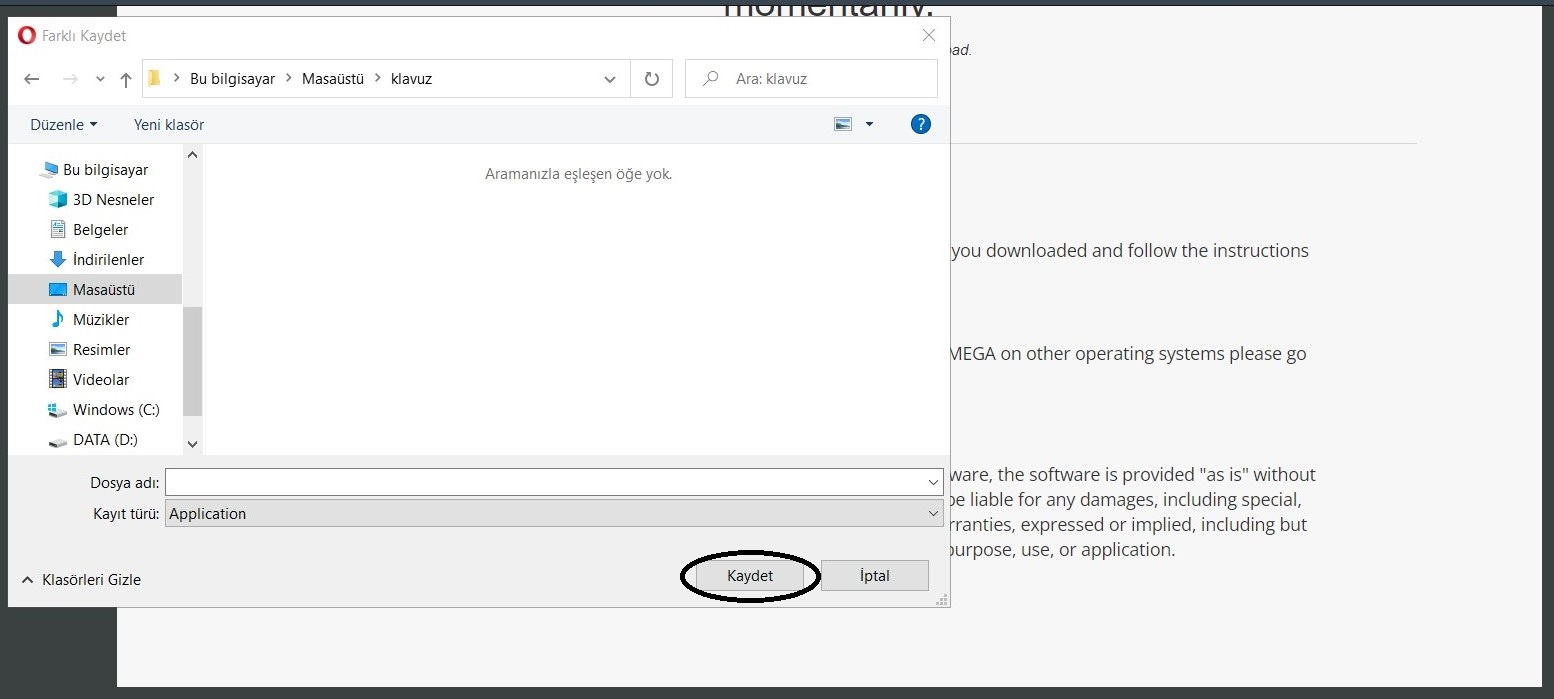 momentarily.
Farklı Kaydet
ad.
Bu bilgisayar Masaüstü klavuz
Ara: klavuz
Düzenle
Yeni klasör
?
Bu bilgisayar
3D Nesneler
Belgeler
İndirilenler
Masaüstü
Müzikler
Resimler
Videolar
Windows (C:)
DATA (D:)
Aramanızla eşleşen öğe yok.
you downloaded and follow the instructions
MEGA on other operating systems please go
ware, the software is provided "as is" without
be liable for any damages, including special,
rranties, expressed or implied, including but
purpose, use, or application.
Dosya adı:
Kayıt türü: Application
Klasörleri Gizle
Kaydet
İptal